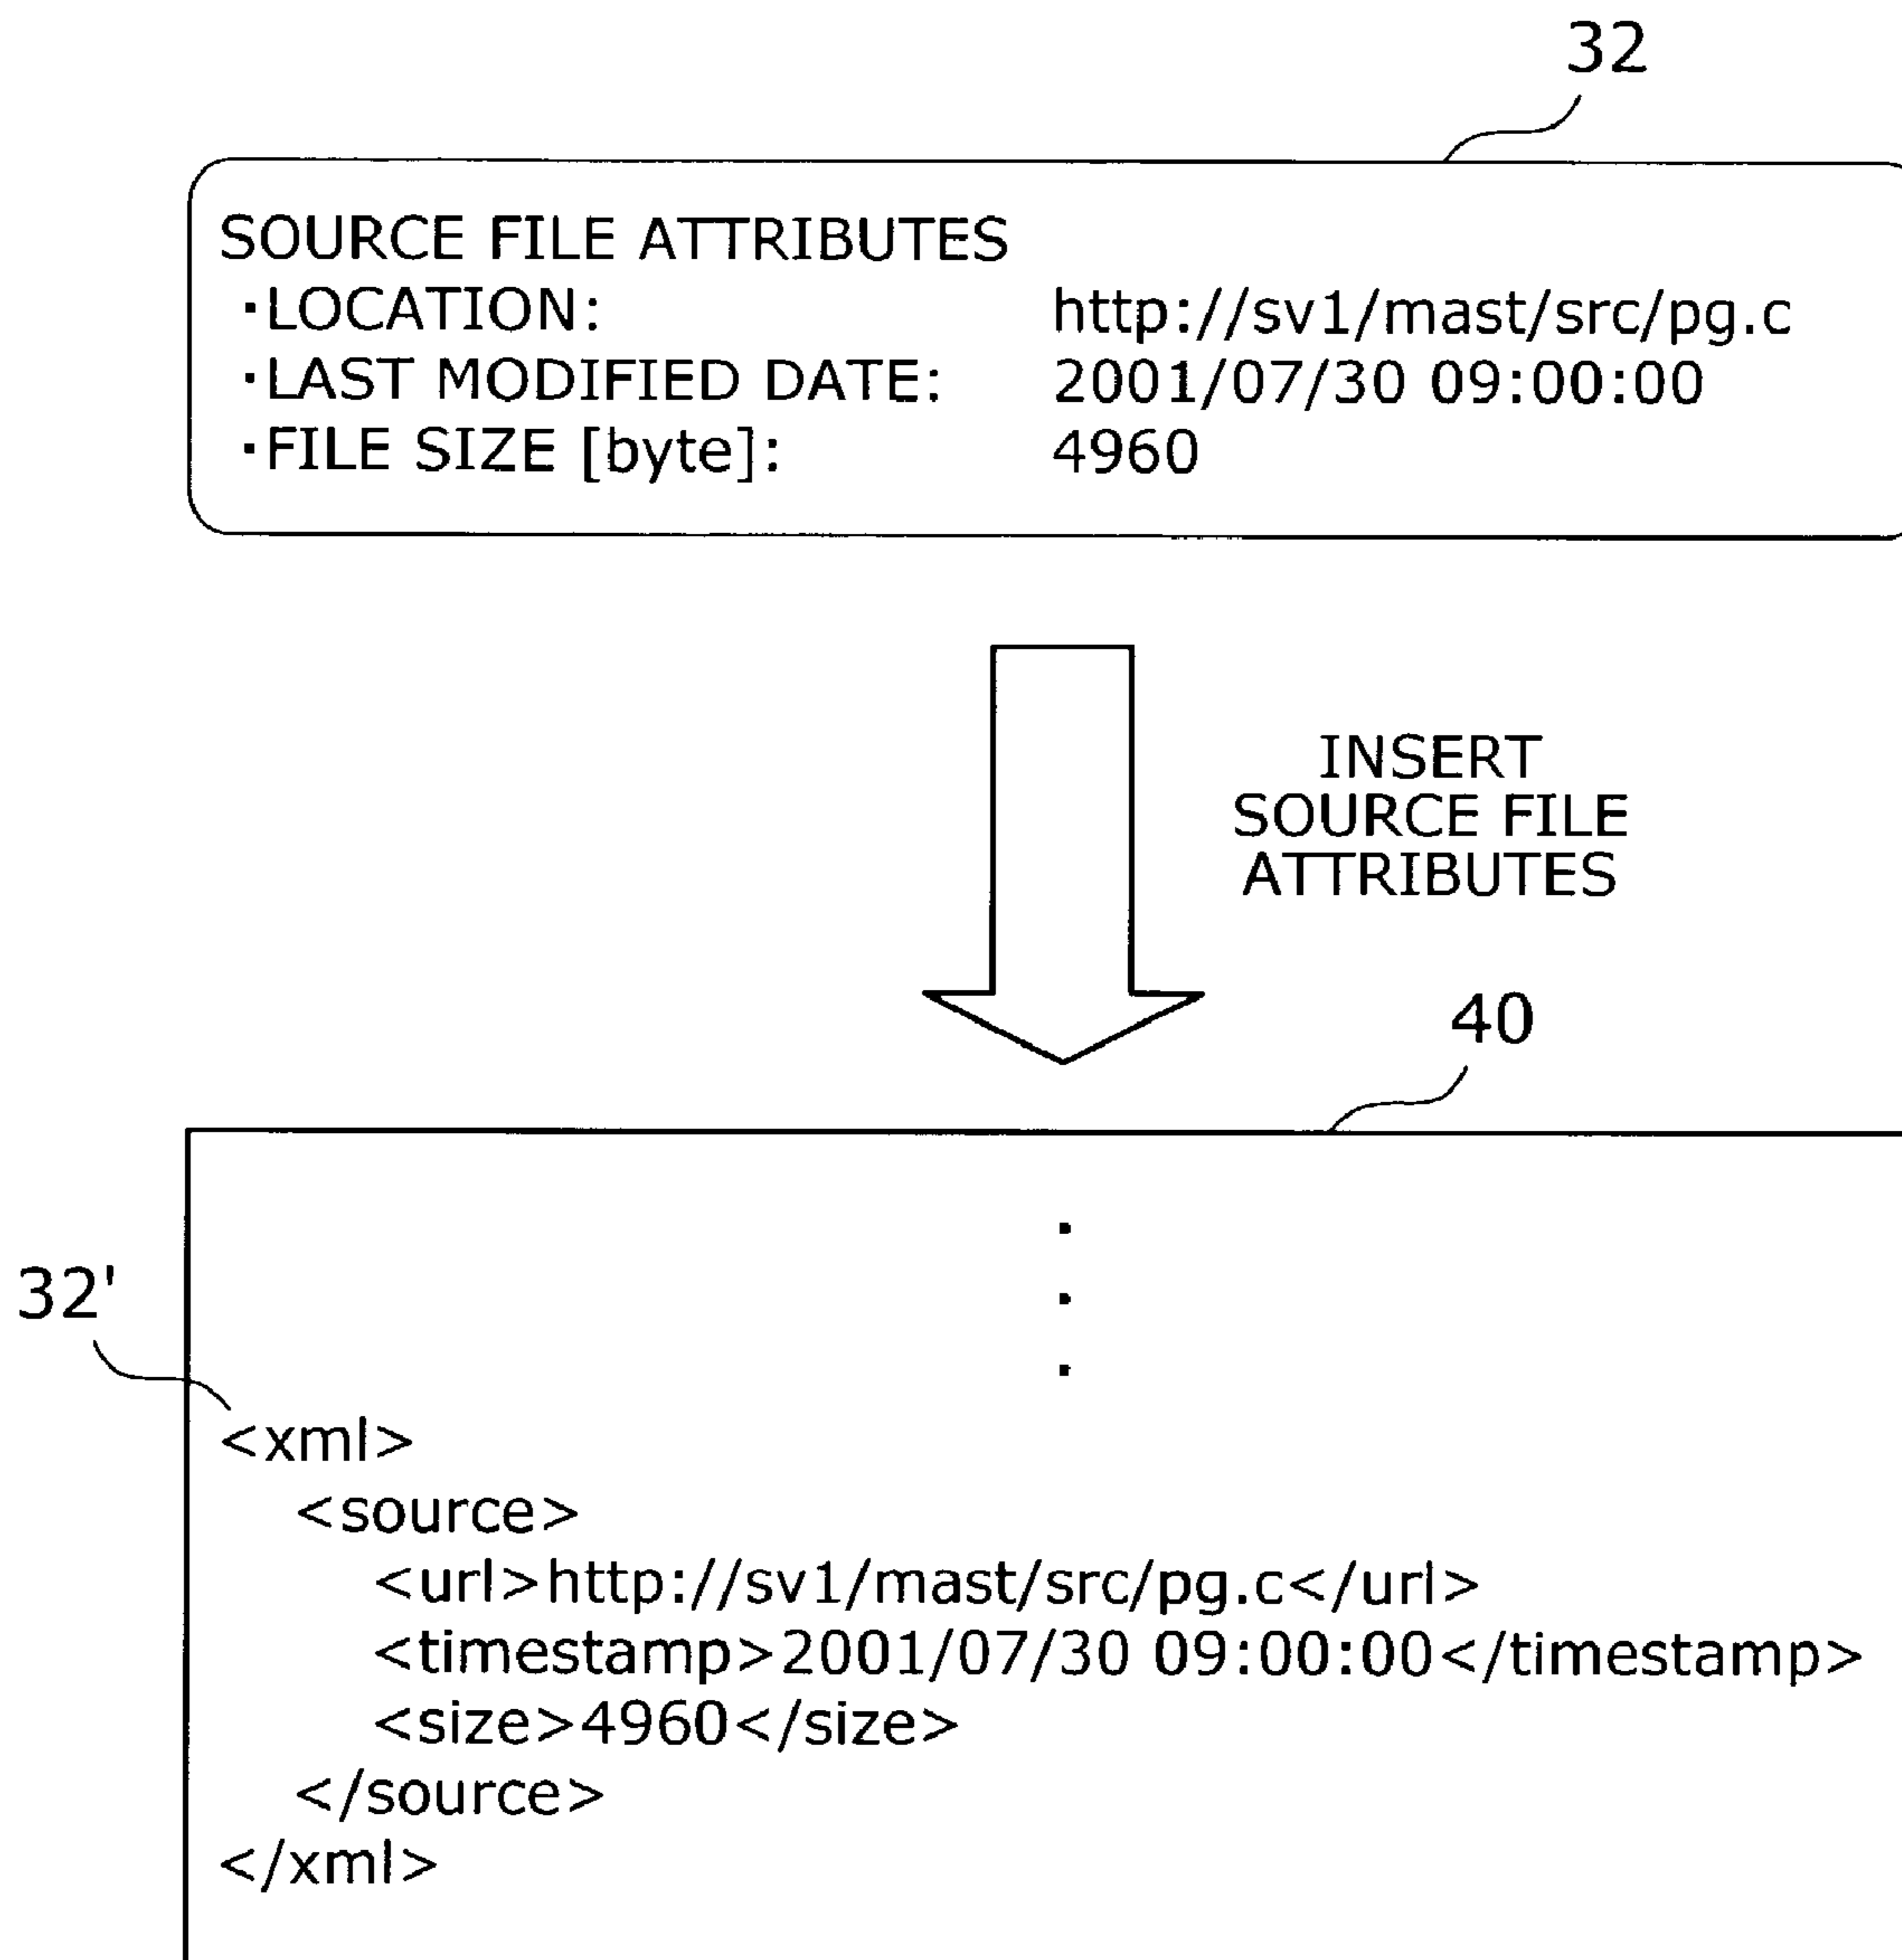 32
SOURCE FILE ATTRIBUTES
·LOCATION: http://sv1/mast/src/pg.c
·LAST MODIFIED DATE: 2001/07/30 09:00:00
·FILE SIZE [byte]: 4960
INSERT
SOURCE FILE
ATTRIBUTES
40
32'
<xml>
<source>
<url>http://sv1/mast/src/pg.c</url>
<timestamp>2001/07/30 09:00:00</timestamp>
<size>4960</size>
</source>
</xml>